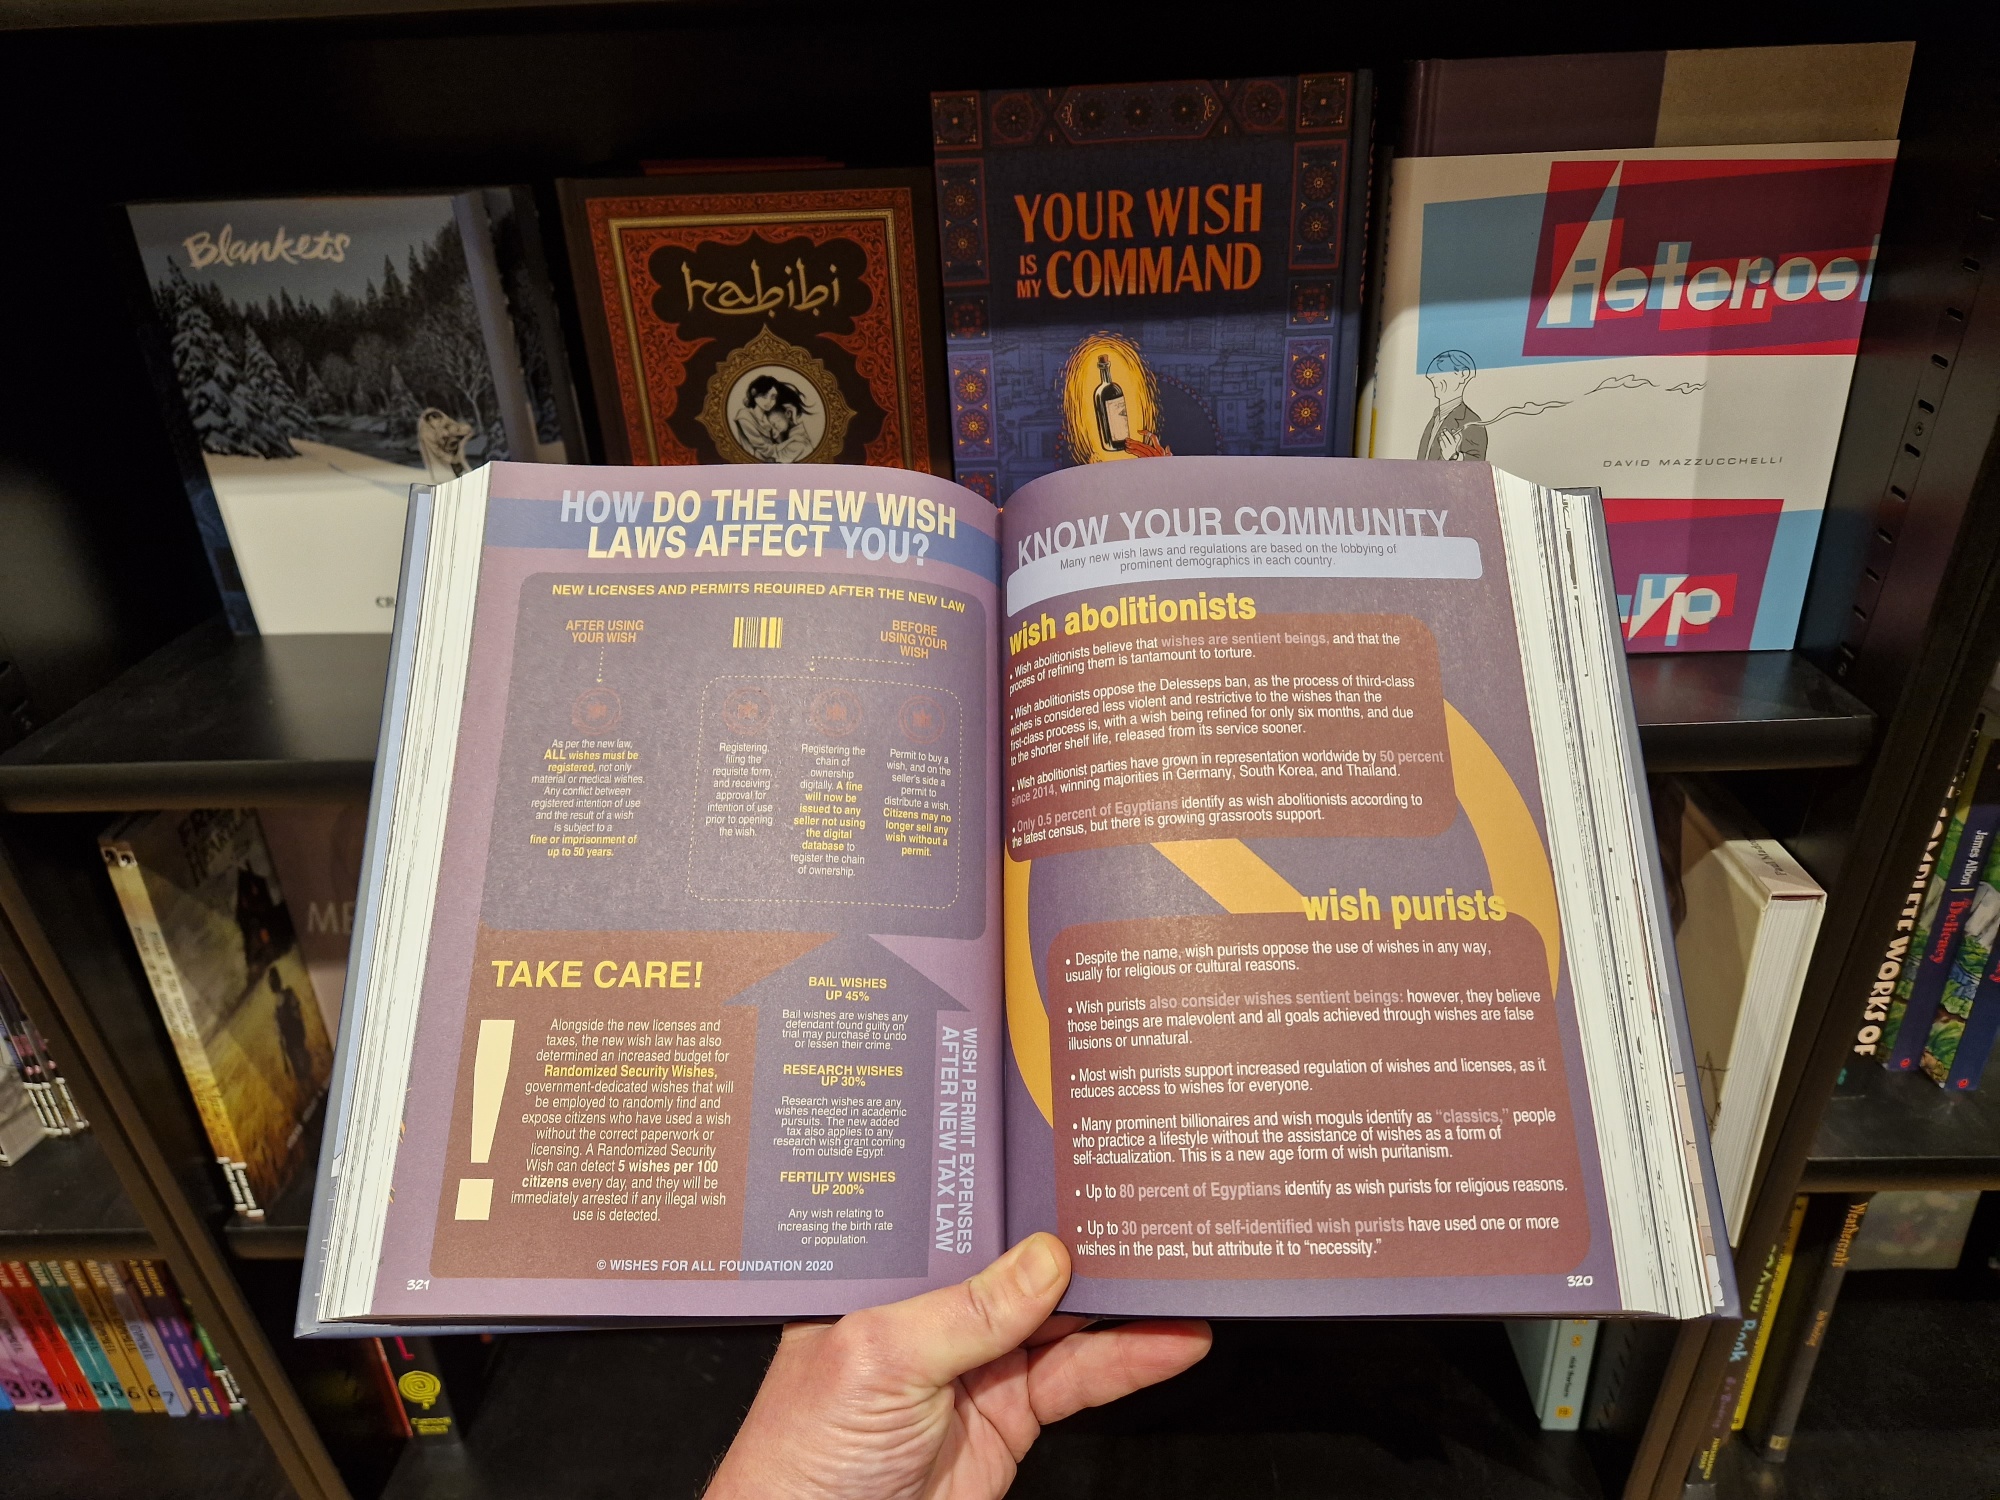 Blankets
habibi
YOUR WISH
IS MY COMMAND
Asterios
DAVID MAZZUCCHELLI
HOW DO THE NEW WISH
LAWS AFFECT YOU?
NEW LICENSES AND PERMITS REQUIRED AFTER THE NEW LAW
AFTER USING
YOUR WISH
BEFORE
USING YOUR
WISH
As per the new law,
ALL wishes must be
registered, not only
material or medical wishes.
Any conflict between
registered intention of use
and the result of a wish
is subject to a
fine or imprisonment of
up to 50 years.
Registering,
filing the
requisite form,
and receiving
approval for
intention of use
prior to opening
the wish.
Registering the
chain of
ownership
digitally. A fine
will now be
issued to any
seller not using
the digital
database to
register the chain
of ownership.
Permit to buy a
wish, and on the
seller's side a
permit to
distribute a wish.
Citizens may no
longer sell any
wish without a
permit.
TAKE CARE!
!
Alongside the new licenses and
taxes, the new wish law has also
determined an increased budget for
Randomized Security Wishes,
government-dedicated wishes that will
be employed to randomly find and
expose citizens who have used a wish
without the correct paperwork or
licensing. A Randomized Security
Wish can detect 5 wishes per 100
citizens every day, and they will be
immediately arrested if any illegal wish
use is detected.
BAIL WISHES
UP 45%
Bail wishes are wishes any
defendant found guilty on
trial may purchase to undo
or lessen their crime.
RESEARCH WISHES
UP 30%
Research wishes are any
wishes needed in academic
pursuits. The new added
tax also applies to any
research wish grant coming
from outside Egypt.
FERTILITY WISHES
UP 200%
Any wish relating to
increasing the birth rate
or population.
WISH PERMIT EXPENSES
AFTER NEW TAX LAW
© WISHES FOR ALL FOUNDATION 2020
321
KNOW YOUR COMMUNITY
Many new wish laws and regulations are based on the lobbying of
prominent demographics in each country.
wish abolitionists
• Wish abolitionists believe that wishes are sentient beings, and that the
process of refining them is tantamount to torture.
• Wish abolitionists oppose the Delesseps ban, as the process of third-class
wishes is considered less violent and restrictive to the wishes than the
first-class process is, with a wish being refined for only six months, and due
to the shorter shelf life, released from its service sooner.
• Wish abolitionist parties have grown in representation worldwide by 50 percent
since 2014, winning majorities in Germany, South Korea, and Thailand.
• Only 0.5 percent of Egyptians identify as wish abolitionists according to
the latest census, but there is growing grassroots support.
wish purists
• Despite the name, wish purists oppose the use of wishes in any way,
usually for religious or cultural reasons.
• Wish purists also consider wishes sentient beings: however, they believe
those beings are malevolent and all goals achieved through wishes are false
illusions or unnatural.
• Most wish purists support increased regulation of wishes and licenses, as it
reduces access to wishes for everyone.
• Many prominent billionaires and wish moguls identify as "classics," people
who practice a lifestyle without the assistance of wishes as a form of
self-actualization. This is a new age form of wish puritanism.
• Up to 80 percent of Egyptians identify as wish purists for religious reasons.
• Up to 30 percent of self-identified wish purists have used one or more
wishes in the past, but attribute it to "necessity."
320
yp
COMPLETE WORKS OF
James Albon
Delicacy
3 3 4 4 5 5 6 6 7